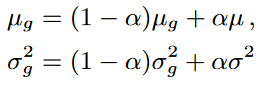 μ_g = (1 − α)μ_g + αμ ,
σ_g^2 = (1 − α)σ_g^2 + ασ^2